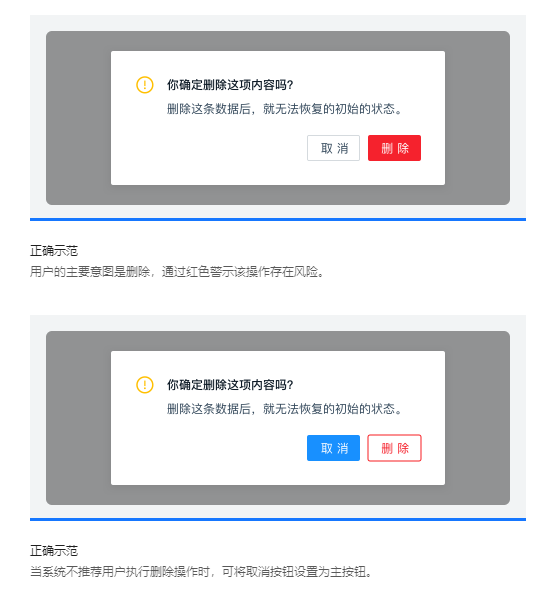 你确定删除这项内容吗?
删除这条数据后，就无法恢复的初始的状态。
取 消 删 除
正确示范
用户的主要意图是删除，通过红色警示该操作存在风险。
你确定删除这项内容吗?
删除这条数据后，就无法恢复的初始的状态。
取 消 删 除
正确示范
当系统不推荐用户执行删除操作时，可将取消按钮设置为主按钮。